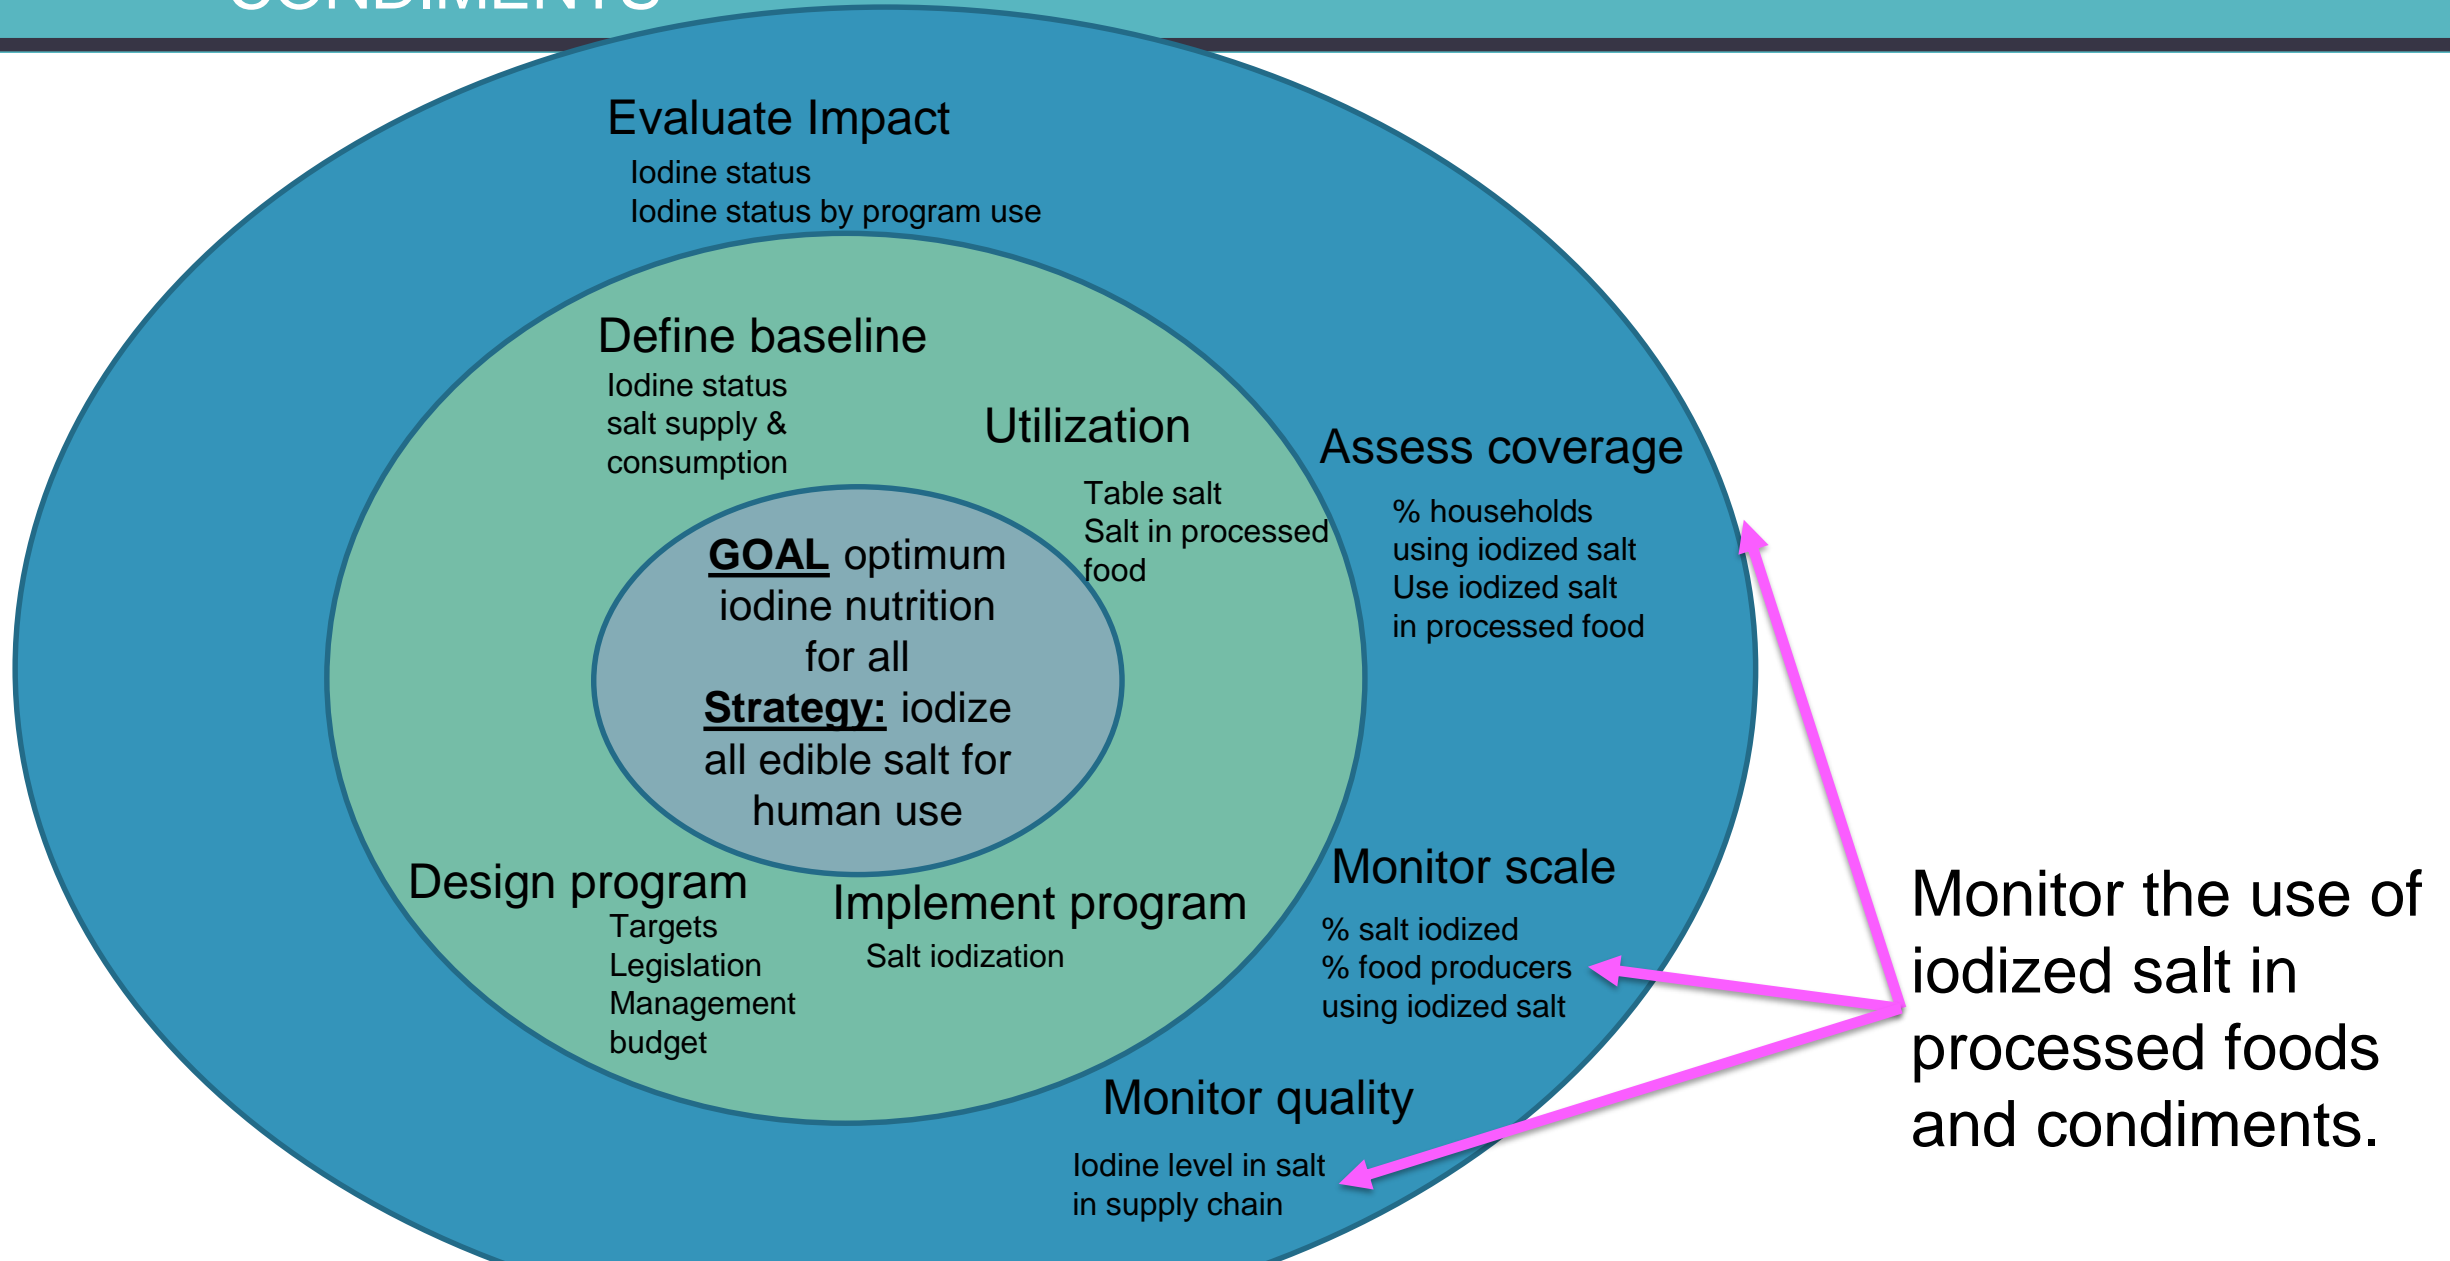 CONDIMENTS
Evaluate Impact
Iodine status
Iodine status by program use
Define baseline
Iodine status
salt supply &
consumption
Utilization
Table salt
Salt in processed
food
Assess coverage
% households
using iodized salt
Use iodized salt
in processed food
GOAL optimum
iodine nutrition
for all
Strategy: iodize
all edible salt for
human use
Design program
Targets
Legislation
Management
budget
Implement program
Salt iodization
Monitor scale
% salt iodized
% food producers
using iodized salt
Monitor quality
Iodine level in salt
in supply chain
Monitor the use of
iodized salt in
processed foods
and condiments.